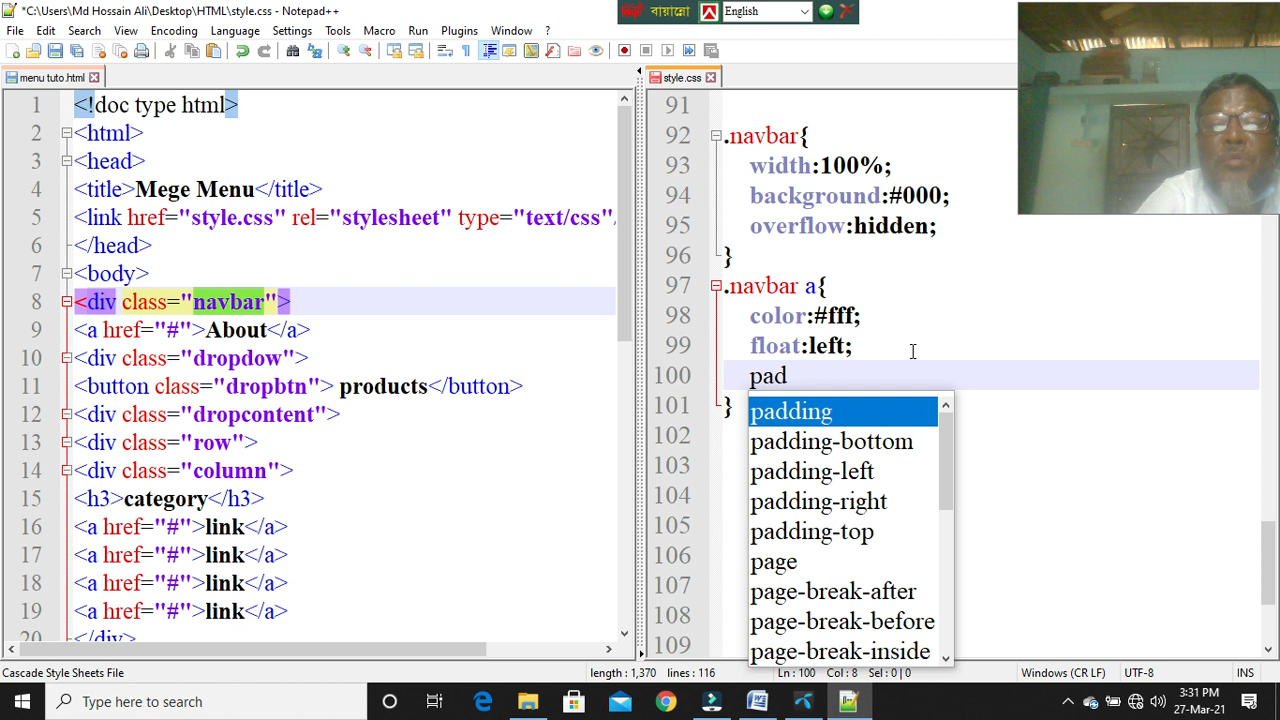 *C:\Users\Md Hossain Ali\Desktop\HTML\style.css - Notepad++
বায়ান্নো
English
File Edit Search View Encoding Language Settings Tools Macro Run Plugins Window ?
menu tuto.html
style.css
1 <!doc type html>
2 <html>
3 <head>
4 <title>Mege Menu</title>
5 <link href="style.css" rel="stylesheet" type="text/css"
6 </head>
7 <body>
8 <div class="navbar">
9 <a href="#">About</a>
10 <div class="dropdow">
11 <button class="dropbtn"> products</button>
12 <div class="dropcontent">
13 <div class="row">
14 <div class="column">
15 <h3>category</h3>
16 <a href="#">link</a>
17 <a href="#">link</a>
18 <a href="#">link</a>
19 <a href="#">link</a>
20 </div>
91
92 .navbar{
93 width:100%;
94 background:#000;
95 overflow:hidden;
96 }
97 .navbar a{
98 color:#fff;
99 float:left;
100 pad
101 }
102
103
104
105
106
107
108
109
padding
padding-bottom
padding-left
padding-right
padding-top
page
page-break-after
page-break-before
page-break-inside
Cascade Style Sheets File
length : 1,370 lines : 116
Ln : 100 Col : 8 Sel : 0 | 0
Windows (CR LF)
UTF-8
INS
Type here to search
3:31 PM
27-Mar-21